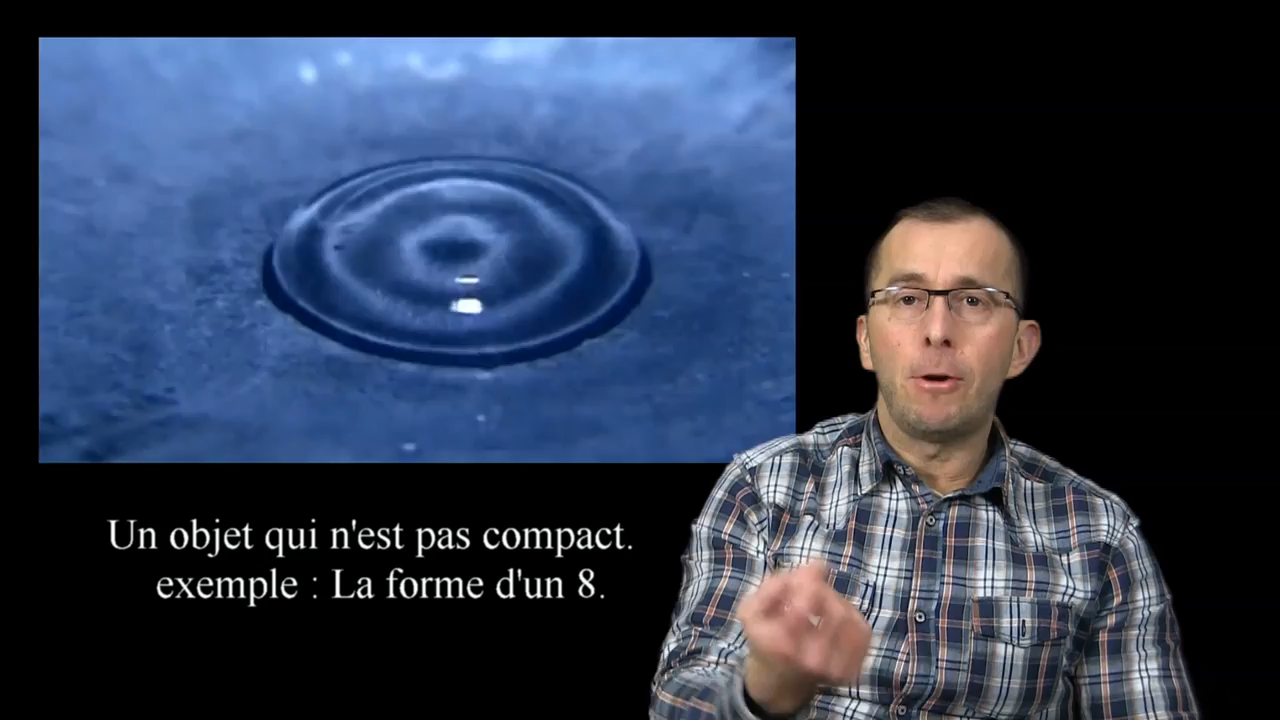 Un objet qui n'est pas compact.
exemple : La forme d'un 8.